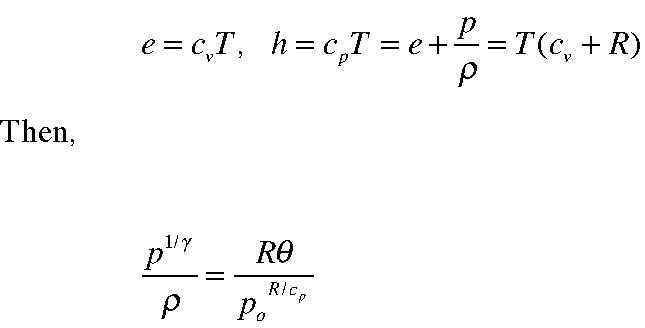 e = c_v T,   h = c_p T = e + p/ρ = T(c_v + R)
Then,
p^{1/γ}/ρ = Rθ/p_o^{R/c_p}